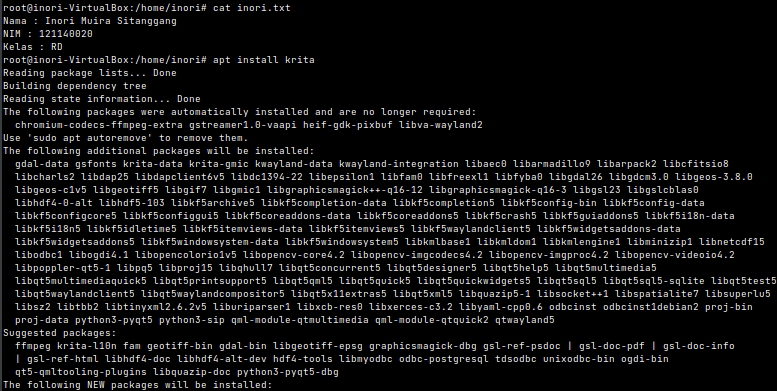 root@inori-VirtualBox:/home/inori# cat inori.txt
Nama : Inori Muira Sitanggang
NIM : 121140020
Kelas : RD
root@inori-VirtualBox:/home/inori# apt install krita
Reading package lists... Done
Building dependency tree
Reading state information... Done
The following packages were automatically installed and are no longer required:
chromium-codecs-ffmpeg-extra gstreamer1.0-vaapi heif-gdk-pixbuf libva-wayland2
Use 'sudo apt autoremove' to remove them.
The following additional packages will be installed:
gdal-data gsfonts krita-data krita-gmic kwayland-data kwayland-integration libaec0 libarmadillo9 libarpack2 libcfitsio8
libcharls2 libdap25 libdapclient6v5 libdc1394-22 libepsilon1 libfam0 libfreexl1 libfyba0 libgdal26 libgdcm3.0 libgeos-3.8.0
libgeos-c1v5 libgeotiff5 libgif7 libgmic1 libgraphicsmagick++-q16-12 libgraphicsmagick-q16-3 libgsl23 libgslcblas0
libhdf4-0-alt libhdf5-103 libkf5archive5 libkf5completion-data libkf5completion5 libkf5config-bin libkf5config-data
libkf5configcore5 libkf5configgui5 libkf5coreaddons-data libkf5coreaddons5 libkf5crash5 libkf5guiaddons5 libkf5i18n-data
libkf5i18n5 libkf5idletime5 libkf5itemviews-data libkf5itemviews5 libkf5waylandclient5 libkf5widgetsaddons-data
libkf5widgetsaddons5 libkf5windowsystem-data libkf5windowsystem5 libkmlbase1 libkmldom1 libkmlengine1 libminizip1 libnetcdf15
libodbc1 libogdi4.1 libopencolorio1v5 libopencv-core4.2 libopencv-imgcodecs4.2 libopencv-imgproc4.2 libopencv-videoio4.2
libpoppler-qt5-1 libpq5 libproj15 libqhull7 libqt5concurrent5 libqt5designer5 libqt5help5 libqt5multimedia5
libqt5multimediaquick5 libqt5printsupport5 libqt5qml5 libqt5quick5 libqt5quickwidgets5 libqt5sql5 libqt5sql5-sqlite libqt5test5
libqt5waylandclient5 libqt5waylandcompositor5 libqt5x11extras5 libqt5xml5 libquazip5-1 libsocket++1 libspatialite7 libsuperlu5
libsz2 libtbb2 libtinyxml2.6.2v5 liburiparser1 libxcb-res0 libxerces-c3.2 libyaml-cpp0.6 odbcinst odbcinst1debian2 proj-bin
proj-data python3-pyqt5 python3-sip qml-module-qtmultimedia qml-module-qtquick2 qtwayland5
Suggested packages:
ffmpeg krita-l10n fam geotiff-bin gdal-bin libgeotiff-epsg graphicsmagick-dbg gsl-ref-psdoc | gsl-doc-pdf | gsl-doc-info
| gsl-ref-html libhdf4-doc libhdf4-alt-dev hdf4-tools libmyodbc odbc-postgresql tdsodbc unixodbc-bin ogdi-bin
qt5-qmltooling-plugins libquazip-doc python3-pyqt5-dbg
The following NEW packages will be installed: